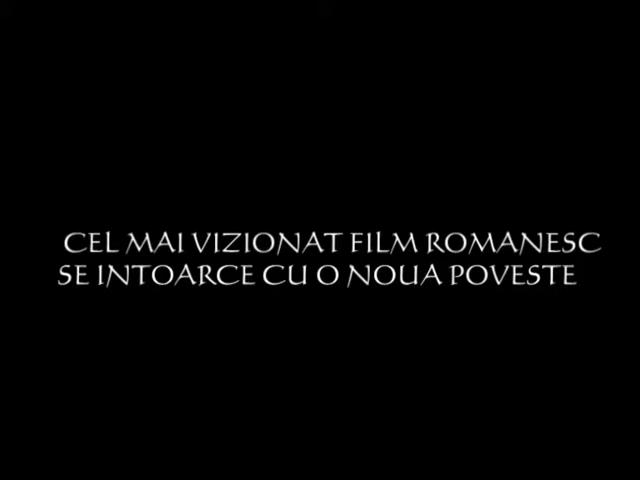 CEL MAI VIZIONAT FILM ROMANESC
SE INTOARCE CU O NOUA POVESTE